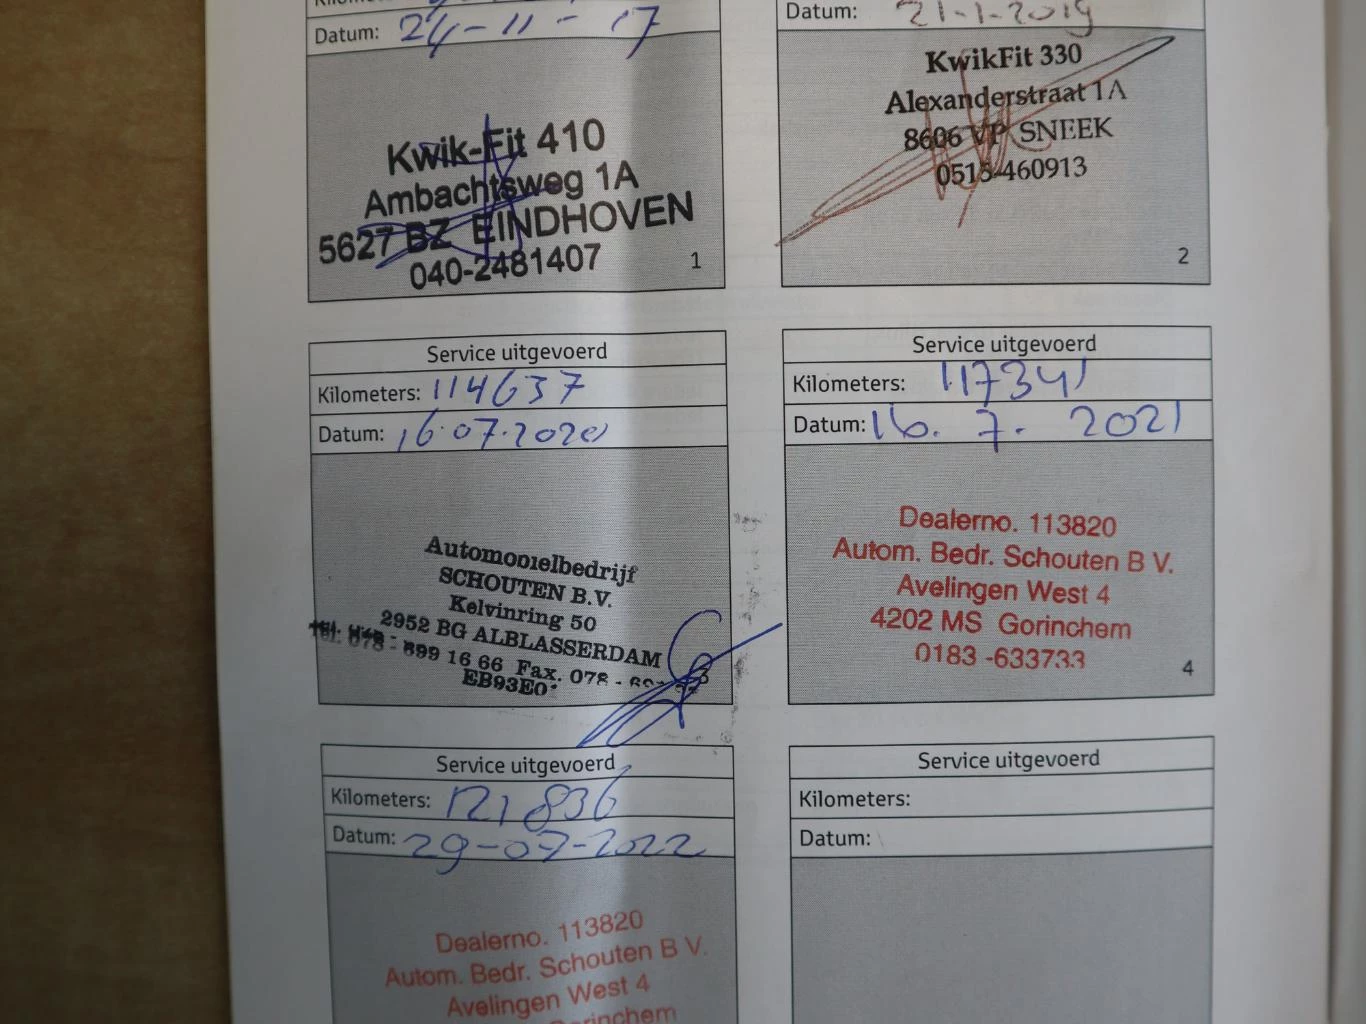 Datum: 24-11-17
Kwik-Fit 410
Ambachtsweg 1A
5627 BZ EINDHOVEN
040-2481407
1
Datum: 21-1-2019
KwikFit 330
Alexanderstraat 1A
8606 VP SNEEK
0515-460913
2
Service uitgevoerd
Kilometers: 114637
Datum: 16.07.2020
Automobielbedrijf
SCHOUTEN B.V.
Kelvinring 50
2952 BG ALBLASSERDAM
Tel. 078 - 699 16 66 Fax. 078 -
Service uitgevoerd
Kilometers: 117341
Datum: 16. 7. 2021
Dealerno. 113820
Autom. Bedr. Schouten B V.
Avelingen West 4
4202 MS Gorinchem
0183 -633733
4
Service uitgevoerd
Kilometers: 121836
Datum: 29-07-2022
Dealerno. 113820
Autom. Bedr. Schouten B V.
Avelingen West 4
Gorinchem
Service uitgevoerd
Kilometers:
Datum: